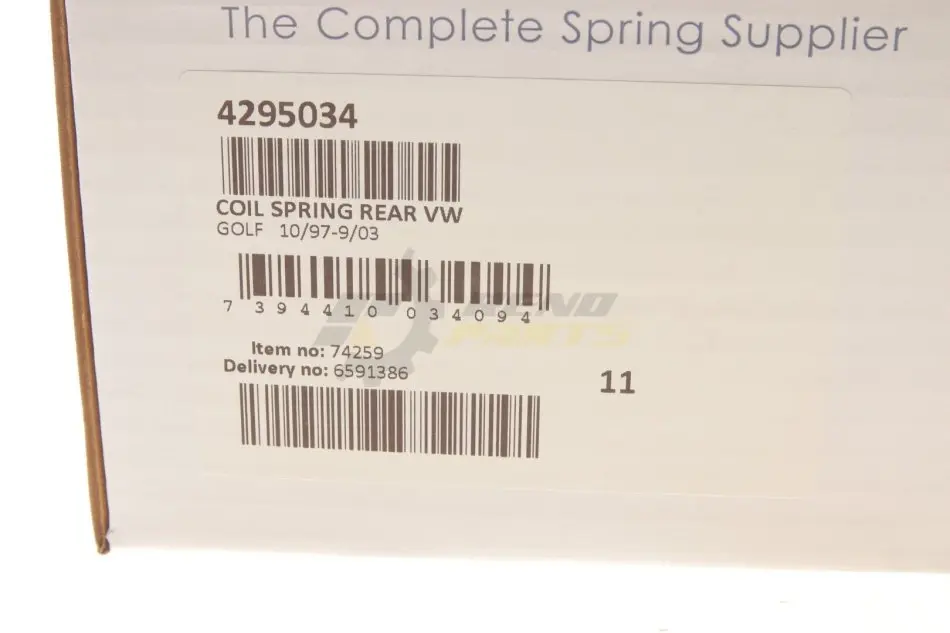 The Complete Spring Supplier
4295034
COIL SPRING REAR VW
GOLF 10/97-9/03
7 394410 034094
Item no: 74259
Delivery no: 6591386
11
PARTS